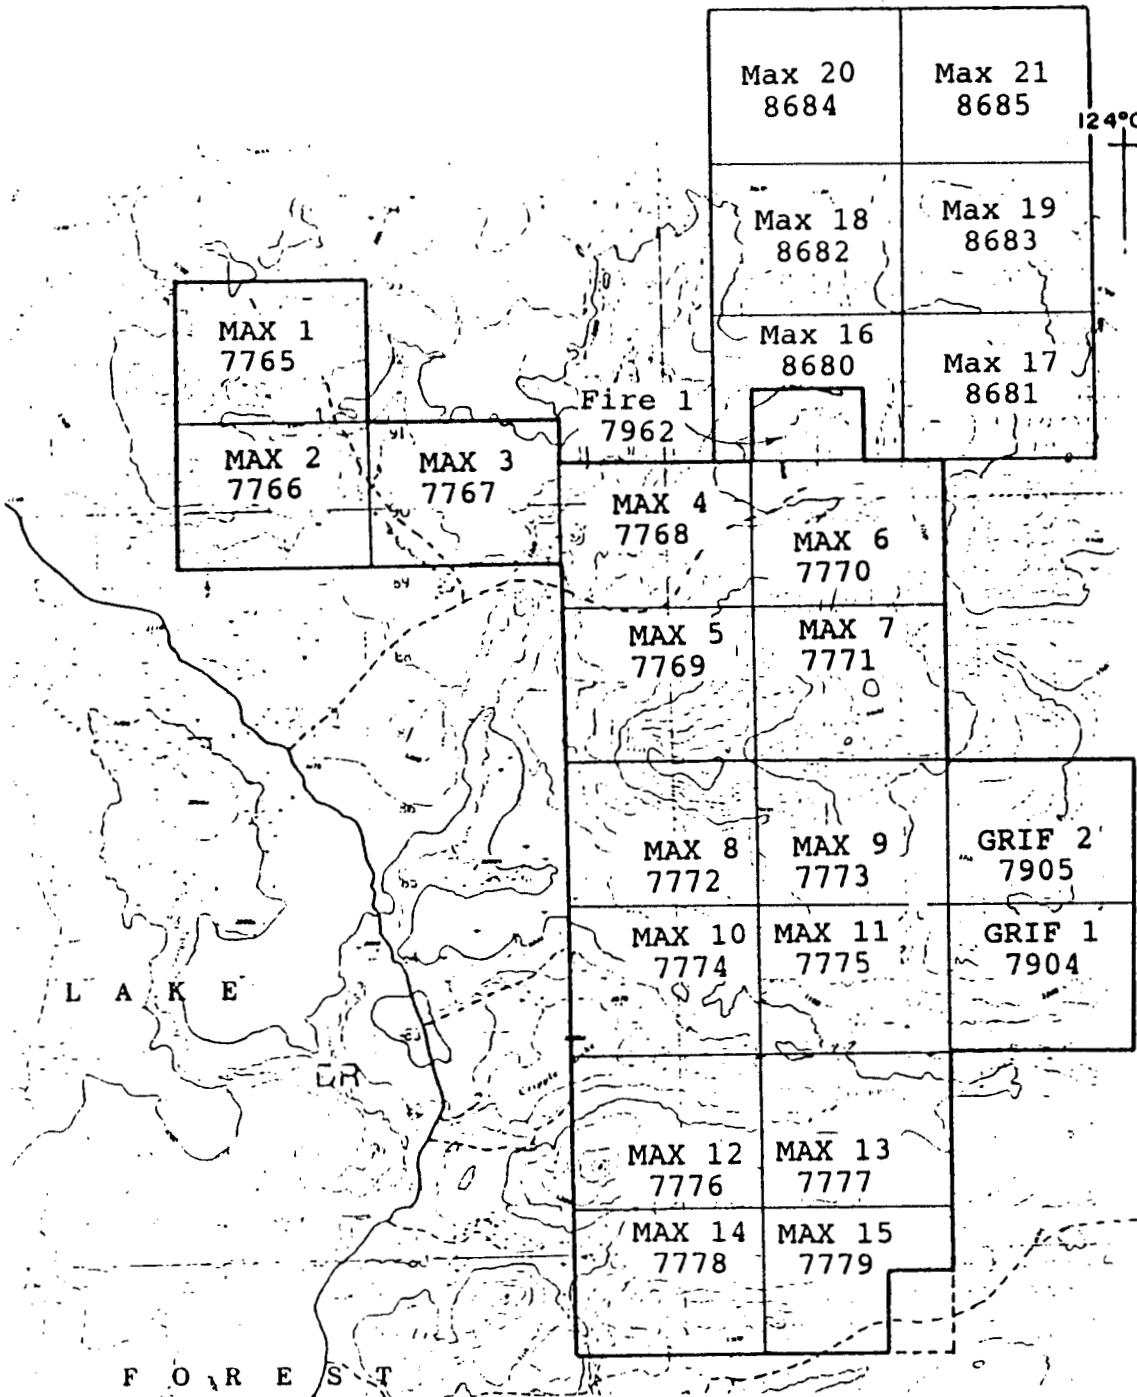 Max 20
8684
Max 21
8685
124°
Max 18
8682
Max 19
8683
MAX 1
7765
Max 16
8680
Max 17
8681
Fire 1
7962
MAX 2
7766
MAX 3
7767
MAX 4
7768
MAX 6
7770
MAX 5
7769
MAX 7
7771
MAX 8
7772
MAX 9
7773
GRIF 2
7905
MAX 10
7774
MAX 11
7775
GRIF 1
7904
LAKE
MAX 12
7776
MAX 13
7777
MAX 14
7778
MAX 15
7779
FOREST